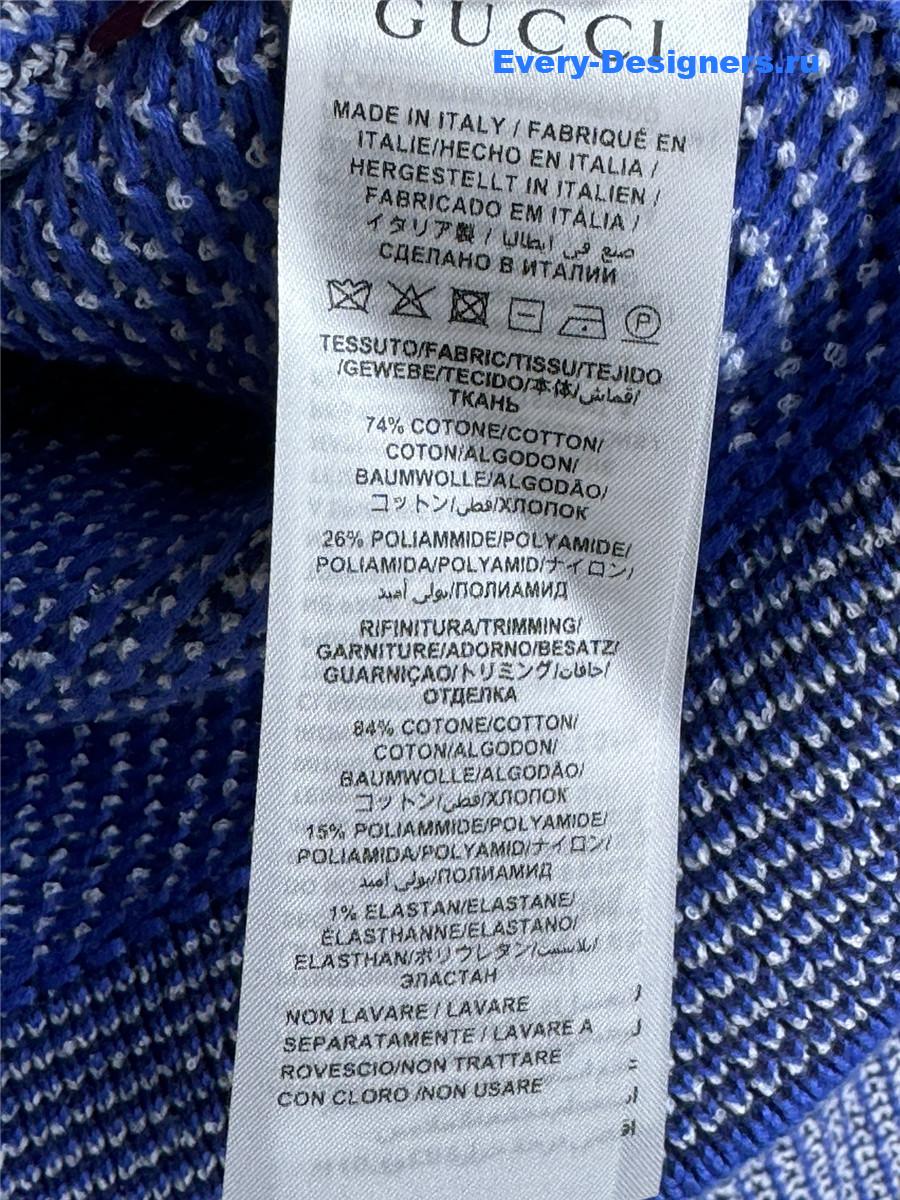 GUCCI
Every-Designers.ru
MADE IN ITALY / FABRIQUÉ EN
ITALIE/HECHO EN ITALIA /
HERGESTELLT IN ITALIEN /
FABRICADO EM ITÁLIA /
イタリア製 / صنع في ايطاليا
СДЕЛАНО В ИТАЛИИ
P
TESSUTO/FABRIC/TISSU/TEJIDO
/GEWEBE/TECIDO/本体/قماش/
ТКАНЬ
74% COTONE/COTTON/
COTON/ALGODON/
BAUMWOLLE/ALGODÃO/
コットン/قطن/ХЛОПОК
26% POLIAMMIDE/POLYAMIDE/
POLIAMIDA/POLYAMID/ナイロン/
بولي أميد/ПОЛИАМИД
RIFINITURA/TRIMMING/
GARNITURE/ADORNO/BESATZ/
GUARNIÇAO/トリミング/حافات/
ОТДЕЛКА
84% COTONE/COTTON/
COTON/ALGODON/
BAUMWOLLE/ALGODÃO/
コットン/قطن/ХЛОПОК
15% POLIAMMIDE/POLYAMIDE/
POLIAMIDA/POLYAMID/ナイロン/
بولي أميد/ПОЛИАМИД
1% ELASTAN/ELASTANE/
ÉLASTHANNE/ELASTANO/
ELASTHAN/ポリウレタン/
ЭЛАСТАН
NON LAVARE / LAVARE
SEPARATAMENTE / LAVARE A
ROVESCIO/NON TRATTARE
CON CLORO /NON USARE